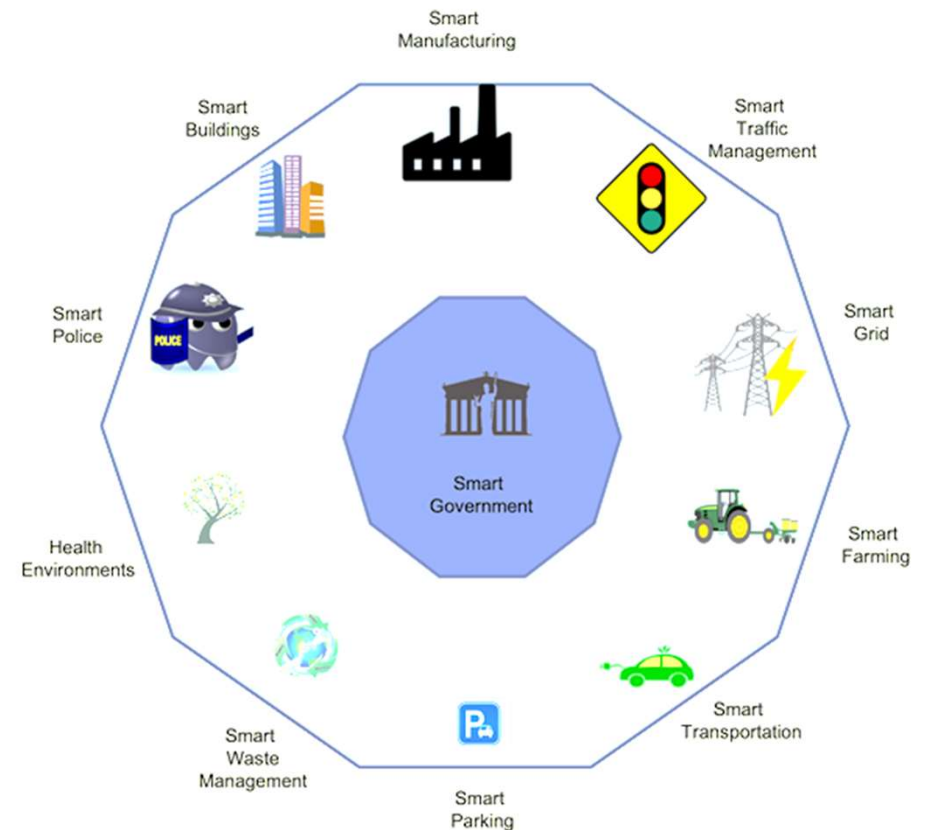 Smart
Manufacturing
Smart
Buildings
Smart
Traffic
Management
Smart
Police
POLICE
Smart
Grid
Smart
Government
Health
Environments
Smart
Farming
Smart
Waste
Management
P
Smart
Transportation
Smart
Parking